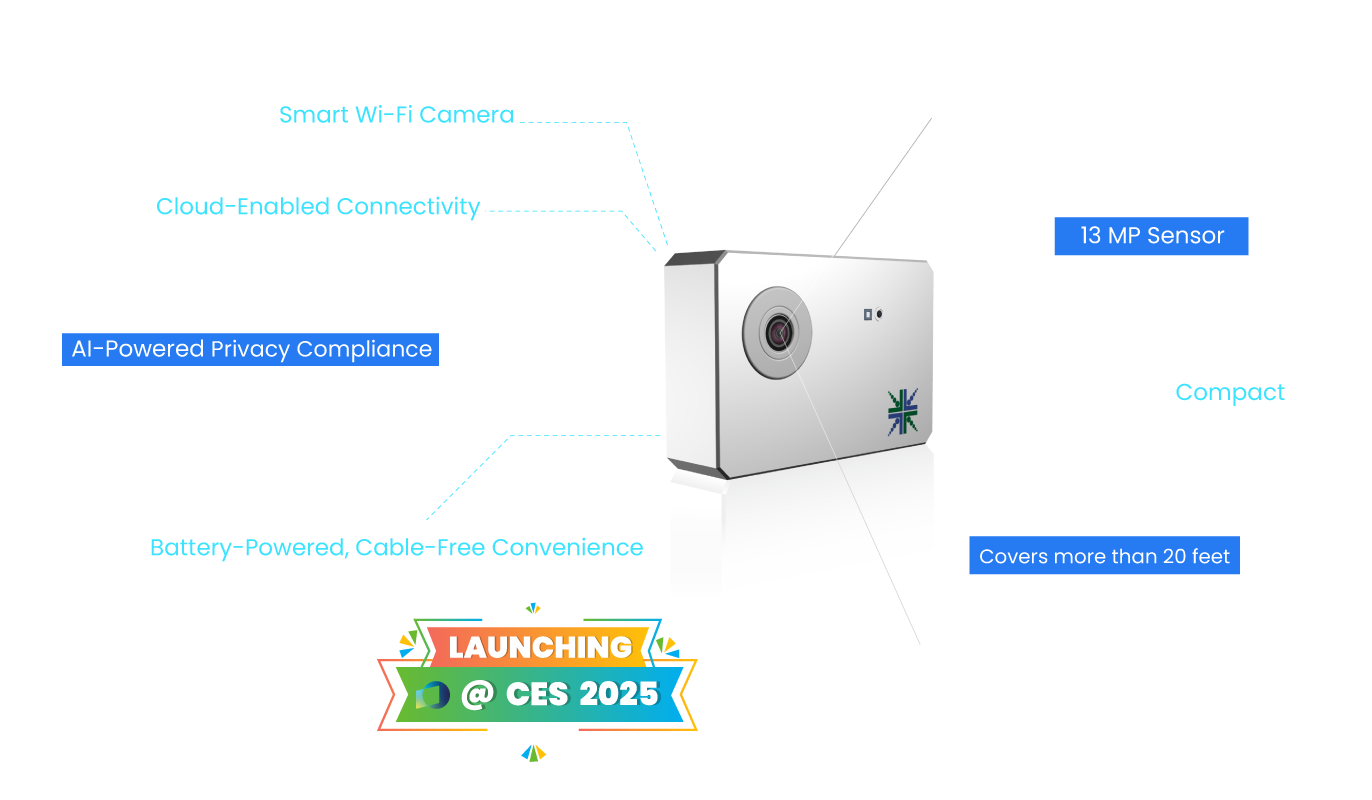 Smart Wi-Fi Camera
Cloud-Enabled Connectivity
13 MP Sensor
AI-Powered Privacy Compliance
Compact
Battery-Powered, Cable-Free Convenience
Covers more than 20 feet
LAUNCHING
@ CES 2025